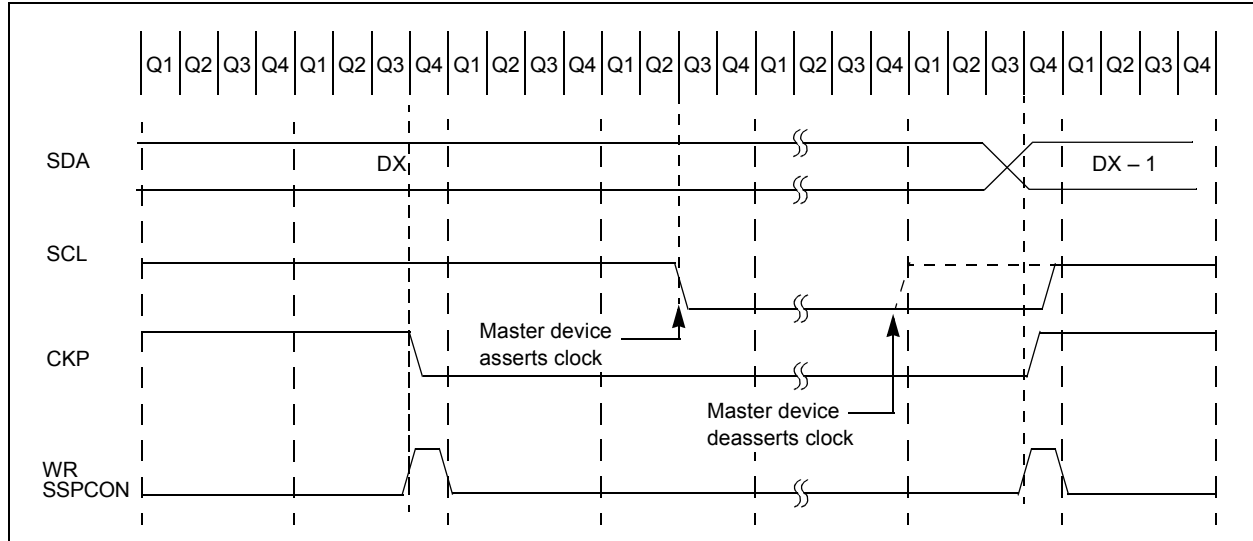 Q1 Q2 Q3 Q4 Q1 Q2 Q3 Q4 Q1 Q2 Q3 Q4 Q1 Q2 Q3 Q4 Q1 Q2 Q3 Q4 Q1 Q2 Q3 Q4 Q1 Q2 Q3 Q4
SDA
DX
DX – 1
SCL
Master device
asserts clock
CKP
Master device
deasserts clock
WR
SSPCON